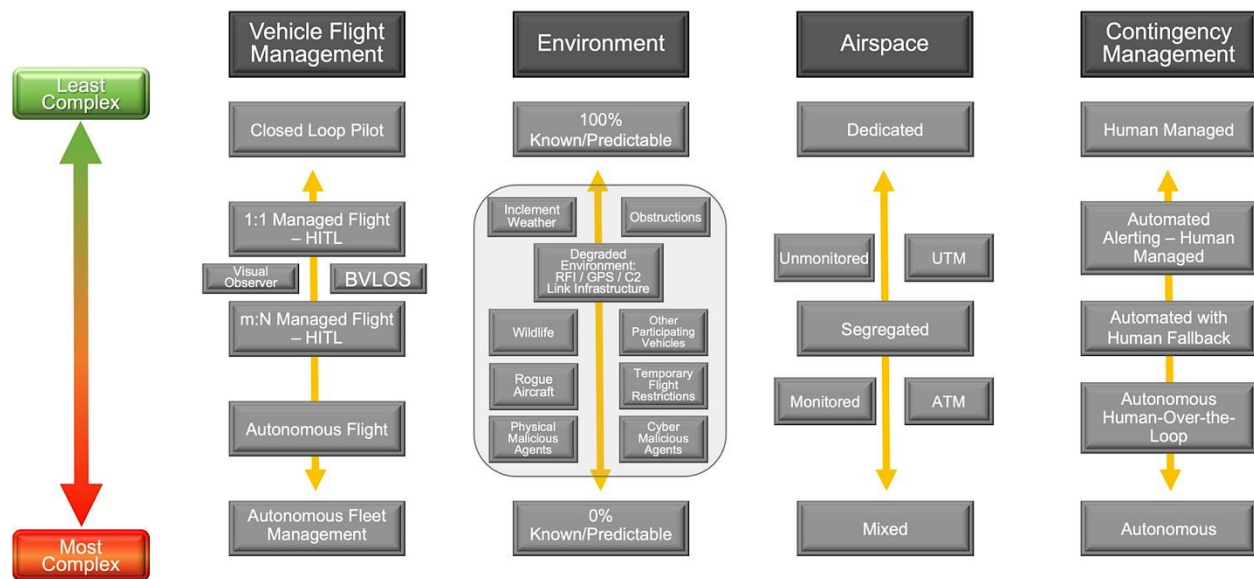 Vehicle Flight
Management
Environment
Airspace
Contingency
Management
Least
Complex
Closed Loop Pilot
100%
Known/Predictable
Dedicated
Human Managed
1:1 Managed Flight
– HITL
Visual
Observer
BVLOS
m:N Managed Flight
– HITL
Autonomous Flight
Autonomous Fleet
Management
Inclement
Weather
Obstructions
Degraded
Environment:
RFI / GPS / C2
Link Infrastructure
Wildlife
Other
Participating
Vehicles
Rogue
Aircraft
Temporary
Flight
Restrictions
Physical
Malicious
Agents
Cyber
Malicious
Agents
0%
Known/Predictable
Unmonitored
UTM
Segregated
Monitored
ATM
Mixed
Automated
Alerting – Human
Managed
Automated with
Human Fallback
Autonomous
Human-Over-the-
Loop
Autonomous
Most
Complex